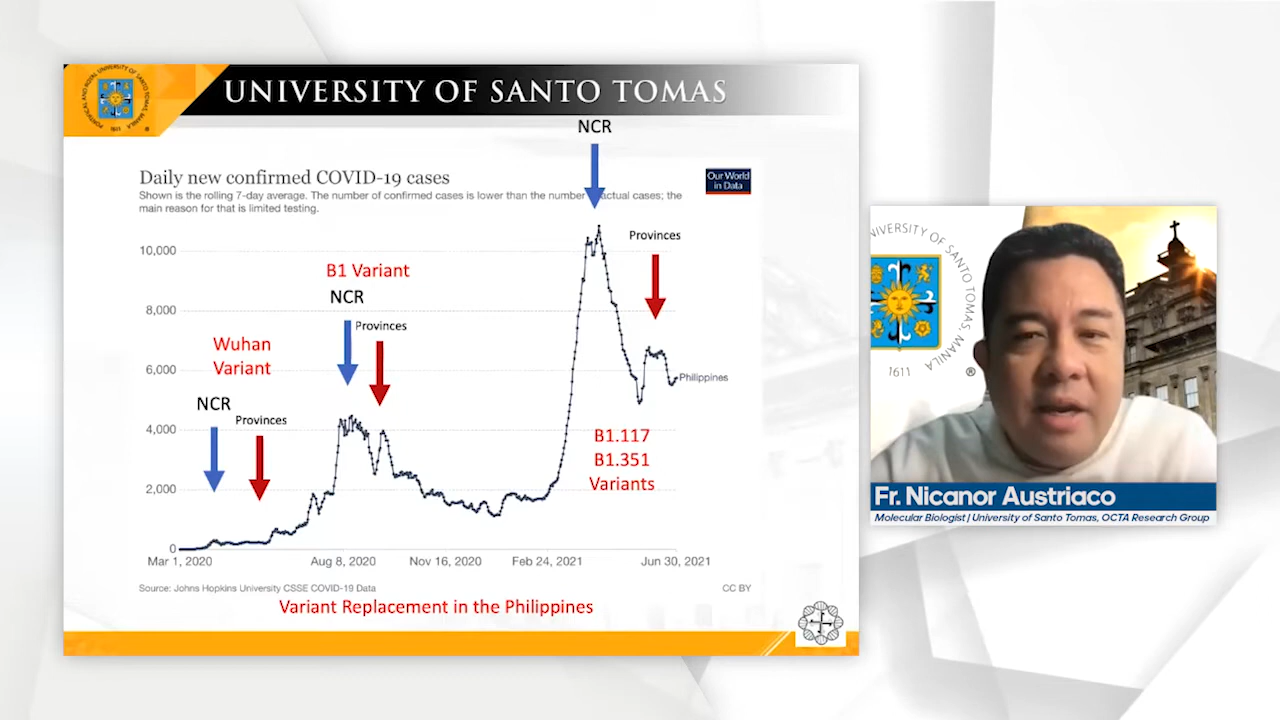 UNIVERSITY OF SANTO TOMAS
NCR
Daily new confirmed COVID-19 cases
Shown is the rolling 7-day average. The number of confirmed cases is lower than the number actual cases; the
main reason for that is limited testing.
Our World
in Data
Provinces
10,000
B1 Variant
NCR
8,000
Provinces
Wuhan
Variant
6,000
Philippines
NCR
Provinces
4,000
B1.117
B1.351
Variants
2,000
0
Mar 1, 2020
Aug 8, 2020
Nov 16, 2020
Feb 24, 2021
Jun 30, 2021
Source: Johns Hopkins University CSSE COVID-19 Data
CC BY
Variant Replacement in the Philippines
UNIVERSITY OF SANTO TOMAS, MANILA
1611
®
Fr. Nicanor Austriaco
Molecular Biologist | University of Santo Tomas, OCTA Research Group